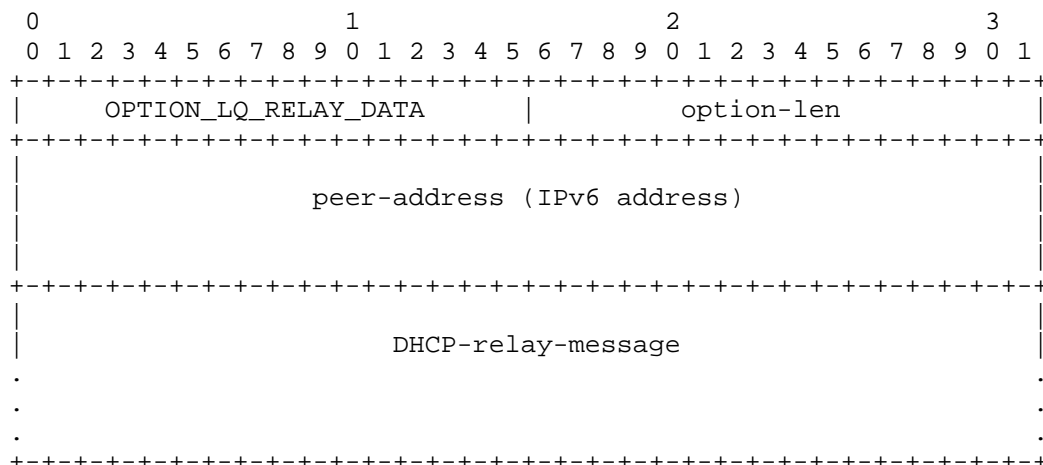 0                   1                   2                   3
 0 1 2 3 4 5 6 7 8 9 0 1 2 3 4 5 6 7 8 9 0 1 2 3 4 5 6 7 8 9 0 1
+-+-+-+-+-+-+-+-+-+-+-+-+-+-+-+-+-+-+-+-+-+-+-+-+-+-+-+-+-+-+-+-+
|     OPTION_LQ_RELAY_DATA      |         option-len            |
+-+-+-+-+-+-+-+-+-+-+-+-+-+-+-+-+-+-+-+-+-+-+-+-+-+-+-+-+-+-+-+-+
|                                                               |
|                  peer-address (IPv6 address)                  |
|                                                               |
|                                                               |
+-+-+-+-+-+-+-+-+-+-+-+-+-+-+-+-+-+-+-+-+-+-+-+-+-+-+-+-+-+-+-+-+
|                                                               |
|                       DHCP-relay-message                      |
.                                                               .
.                                                               .
.                                                               .
+-+-+-+-+-+-+-+-+-+-+-+-+-+-+-+-+-+-+-+-+-+-+-+-+-+-+-+-+-+-+-+-+